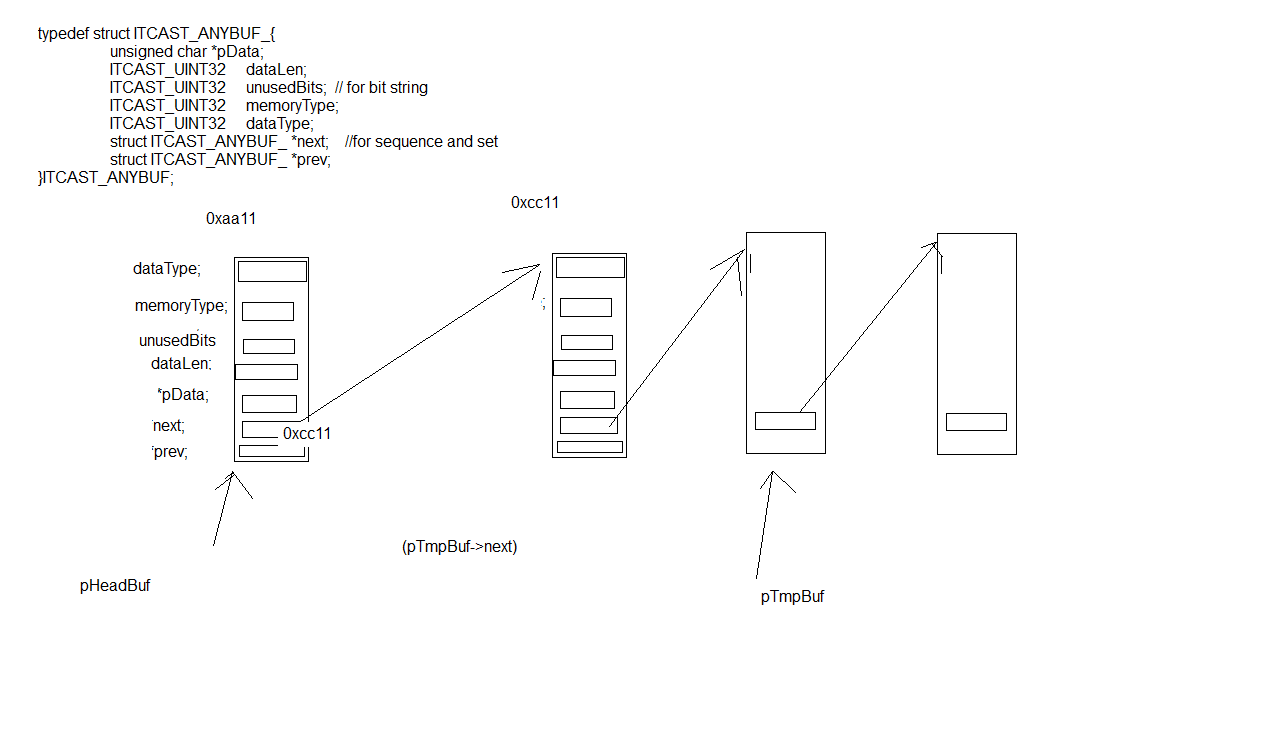 typedef struct ITCAST_ANYBUF_{
unsigned char *pData;
ITCAST_UINT32 dataLen;
ITCAST_UINT32 unusedBits; // for bit string
ITCAST_UINT32 memoryType;
ITCAST_UINT32 dataType;
struct ITCAST_ANYBUF_ *next; //for sequence and set
struct ITCAST_ANYBUF_ *prev;
}ITCAST_ANYBUF;
0xaa11
0xcc11
dataType;
memoryType;
;
unusedBits
dataLen;
*pData;
next;
0xcc11
*prev;
(pTmpBuf->next)
pHeadBuf
pTmpBuf